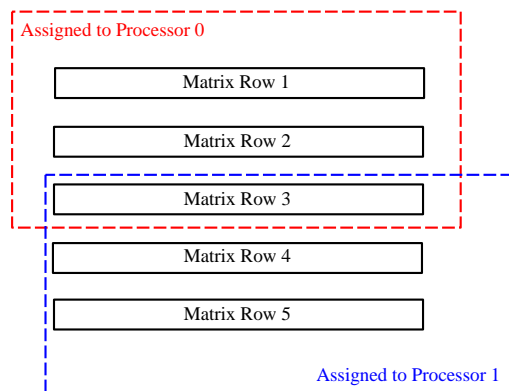 Assigned to Processor 0
Matrix Row 1
Matrix Row 2
Matrix Row 3
Matrix Row 4
Matrix Row 5
Assigned to Processor 1